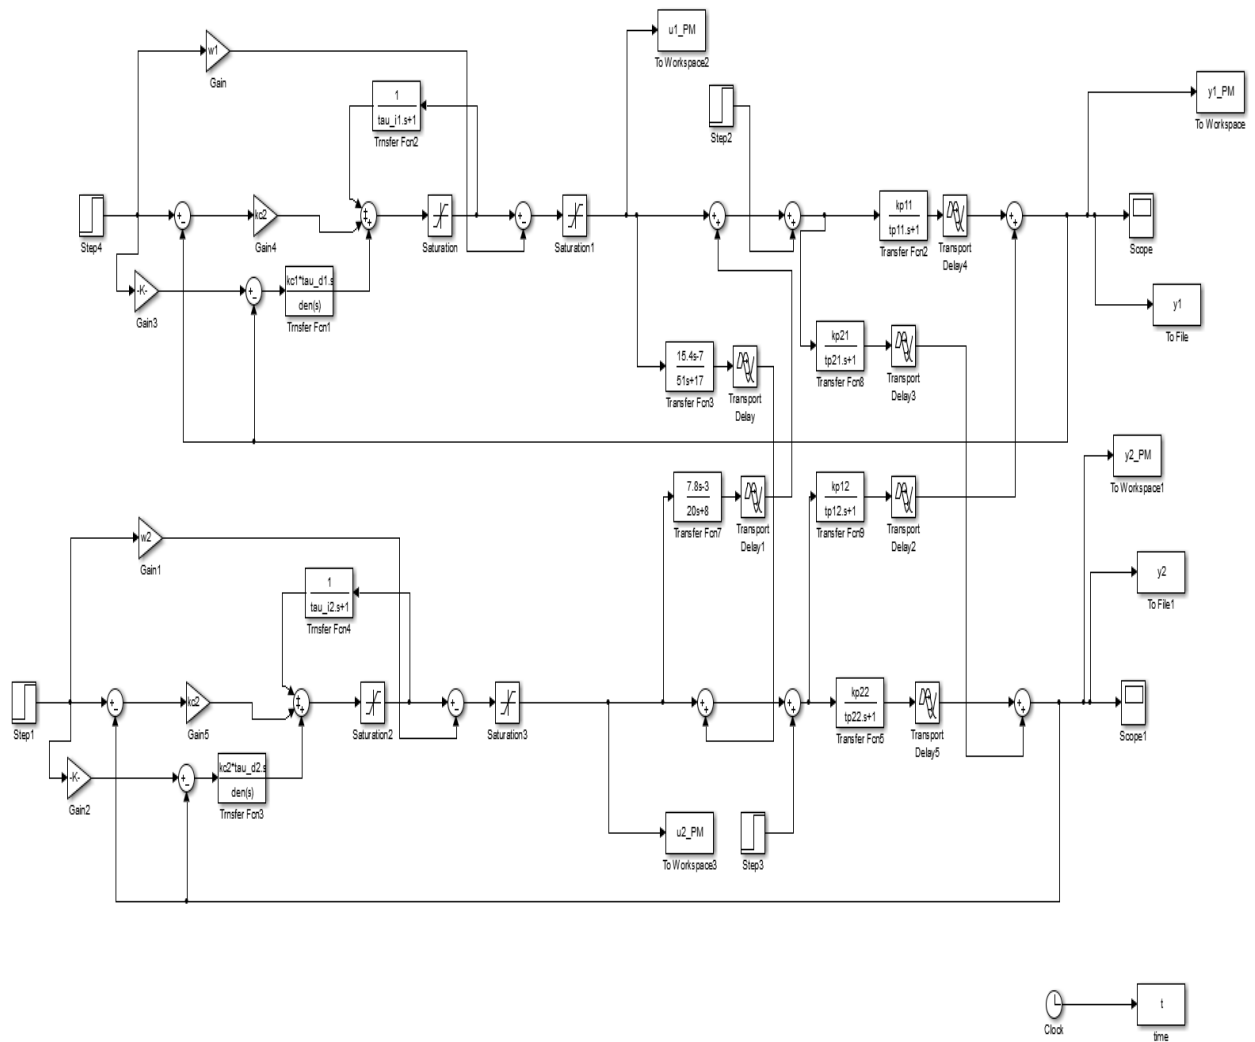 u1_PM
To Workspace2
w1
Gain
1
tau_i1.s+1
Trnsfer Fcn2
Step2
y1_PM
To Workspace
Step4
+
-
kc2
Gain4
+
+
+
Saturation
+
-
Saturation1
+
+
+
+
kp11
tp11.s+1
Transfer Fcn2
Transport
Delay4
+
+
Scope
-K-
Gain3
+
-
kc1*tau_d1.s
den(s)
Trnsfer Fcn1
y1
To File
15.4s-7
51s+17
Transfer Fcn3
Transport
Delay
kp21
tp21.s+1
Transfer Fcn8
Transport
Delay3
y2_PM
To Workspace1
7.8s-3
20s+8
Transfer Fcn7
Transport
Delay1
kp12
tp12.s+1
Transfer Fcn9
Transport
Delay2
w2
Gain1
1
tau_i2.s+1
Trnsfer Fcn4
y2
To File1
Step1
+
-
kc2
Gain5
+
+
+
Saturation2
+
-
Saturation3
+
+
+
+
kp22
tp22.s+1
Transfer Fcn5
Transport
Delay5
+
+
Scope1
-K-
Gain2
+
-
kc2*tau_d2.s
den(s)
Trnsfer Fcn3
u2_PM
To Workspace3
Step3
Clock
t
time